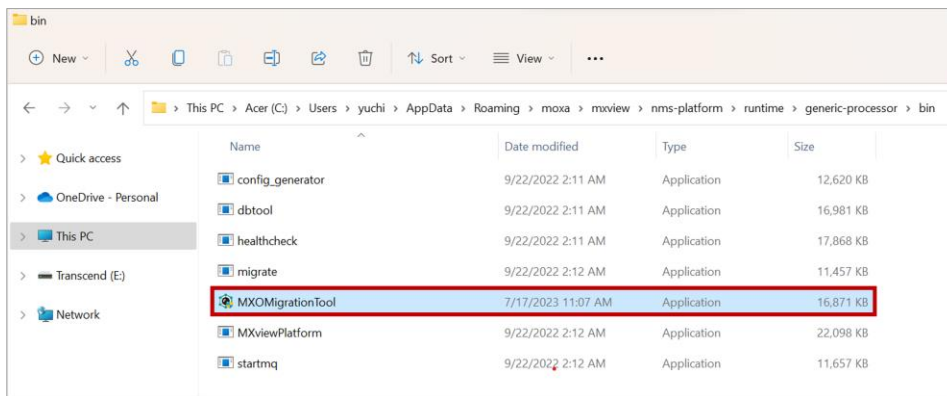 bin
New Sort View ...
This PC > Acer (C:) > Users > yuchi > AppData > Roaming > moxa > mxview > nms-platform > runtime > generic-processor > bin
Name Date modified Type Size
Quick access
config_generator 9/22/2022 2:11 AM Application 12,620 KB
OneDrive - Personal
dbtool 9/22/2022 2:11 AM Application 16,981 KB
This PC
healthcheck 9/22/2022 2:11 AM Application 17,868 KB
Transcend (E:)
migrate 9/22/2022 2:12 AM Application 11,457 KB
MXOMigrationTool 7/17/2023 11:07 AM Application 16,871 KB
Network
MXviewPlatform 9/22/2022 2:12 AM Application 22,098 KB
startmq 9/22/2022 2:12 AM Application 11,657 KB